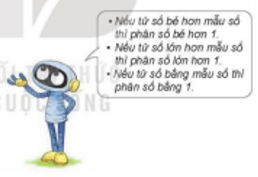 • Nếu tử số bé hơn mẫu số
thì phân số bé hơn 1.
• Nếu tử số lớn hơn mẫu số
thì phân số lớn hơn 1.
• Nếu tử số bằng mẫu số thì
phân số bằng 1.